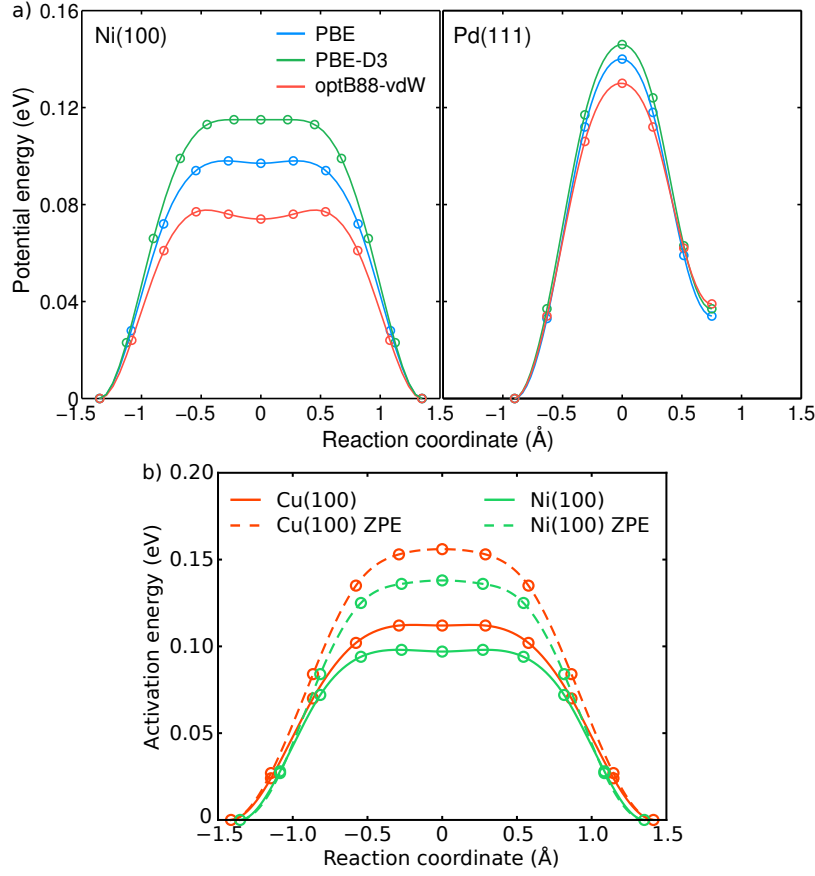 a)
Ni(100)
PBE
PBE-D3
optB88-vdW
Pd(111)
Potential energy (eV)
0.16
0.12
0.08
0.04
0
−1.5 −1 −0.5 0 0.5 1 1.5
−1 −0.5 0 0.5 1 1.5
Reaction coordinate (Å)
b)
Cu(100)
Cu(100) ZPE
Ni(100)
Ni(100) ZPE
Activation energy (eV)
0.20
0.15
0.10
0.05
0
−1.5 −1.0 −0.5 0 0.5 1.0 1.5
Reaction coordinate (Å)